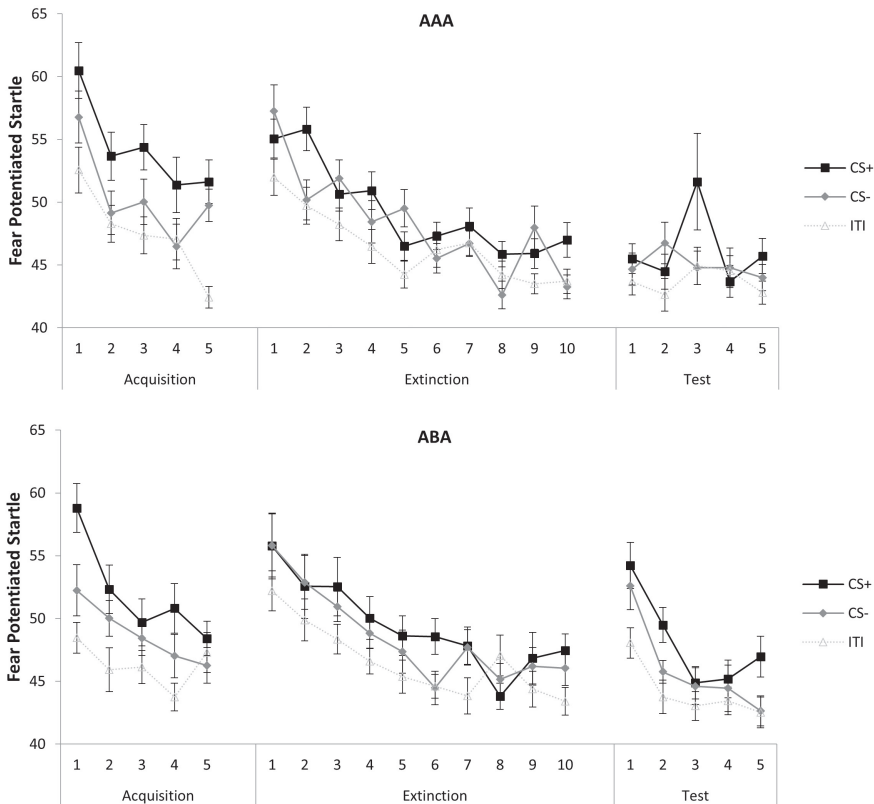 AAA
Fear Potentiated Startle
65
60
55
50
45
40
CS+
CS-
ITI
1 2 3 4 5 1 2 3 4 5 6 7 8 9 10 1 2 3 4 5
Acquisition Extinction Test
ABA
Fear Potentiated Startle
65
60
55
50
45
40
CS+
CS-
ITI
1 2 3 4 5 1 2 3 4 5 6 7 8 9 10 1 2 3 4 5
Acquisition Extinction Test